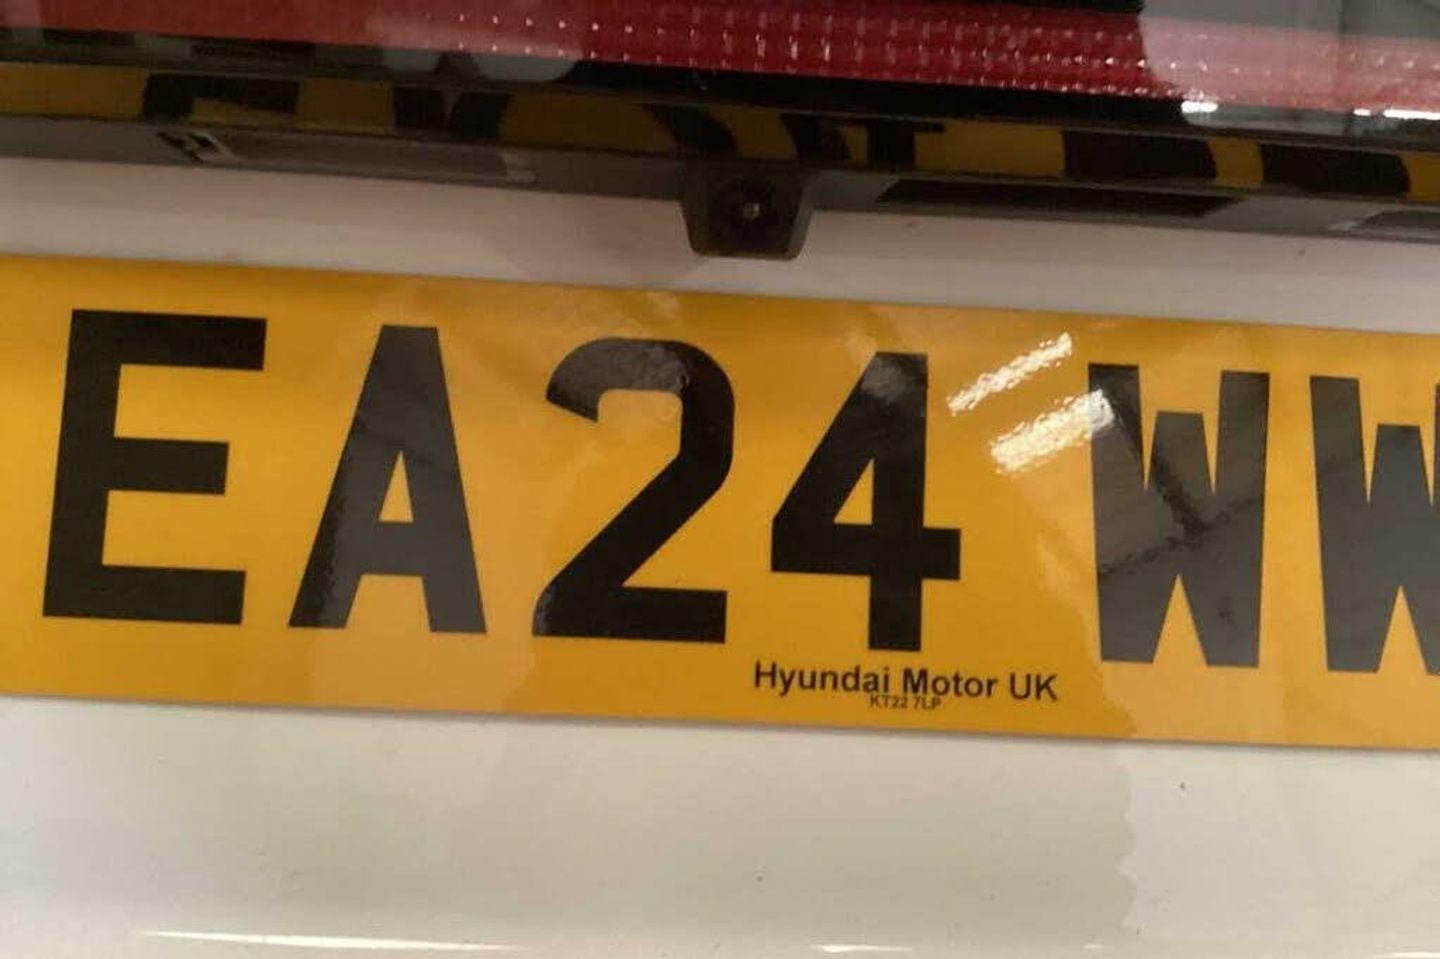 EA24 WW
Hyundai Motor UK
KT22 7LP